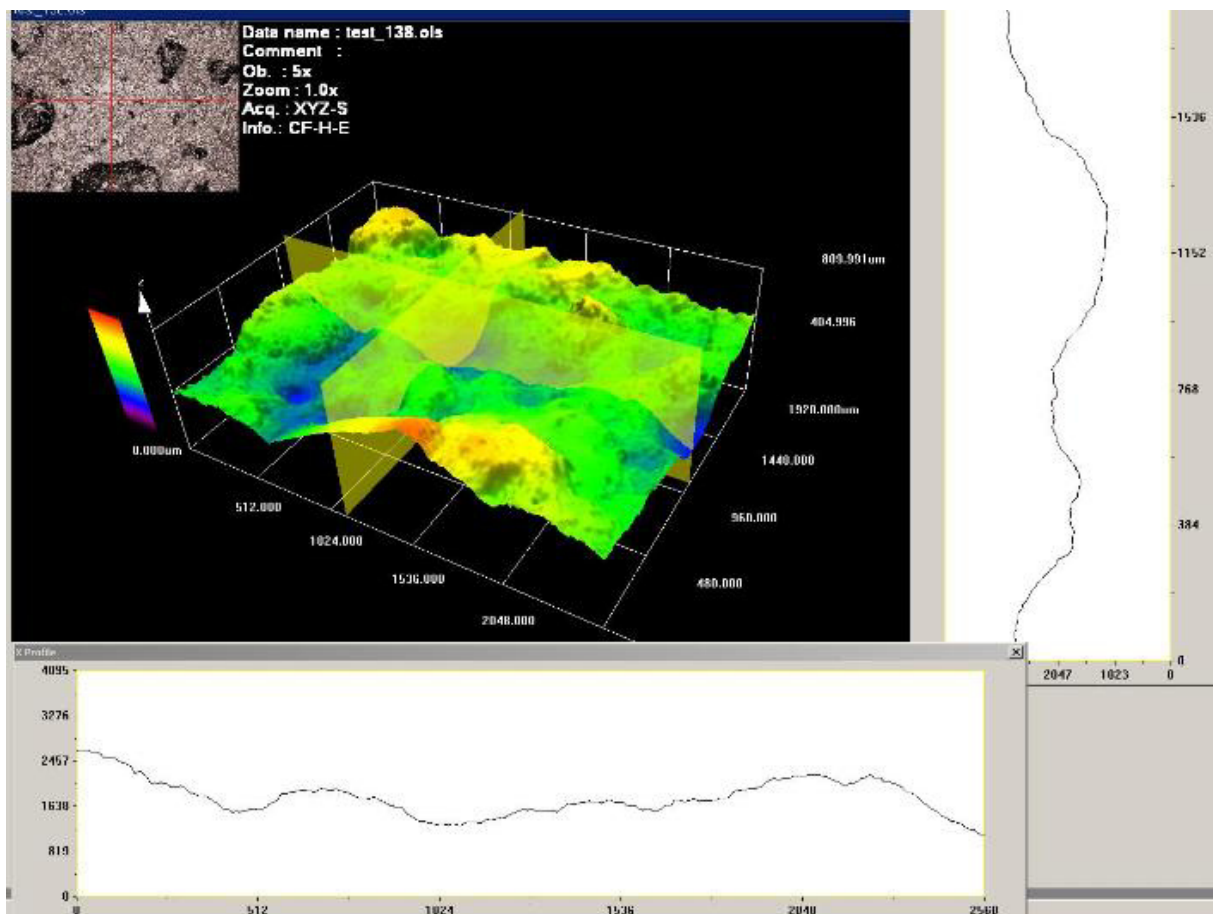 test_138.ols
Data name : test_138.ols
Comment :
Ob. : 5x
Zoom : 1.0x
Acq. : XYZ-S
Info.: CF-H-E
1536
1152
768
384
0
2047 1023 0
809.991um
404.996
1920.000um
1440.000
960.000
480.000
0.000um
512.000
1024.000
1536.000
2048.000
z
X Profile
4095
3276
2457
1638
819
0
0 512 1024 1536 2048 2560